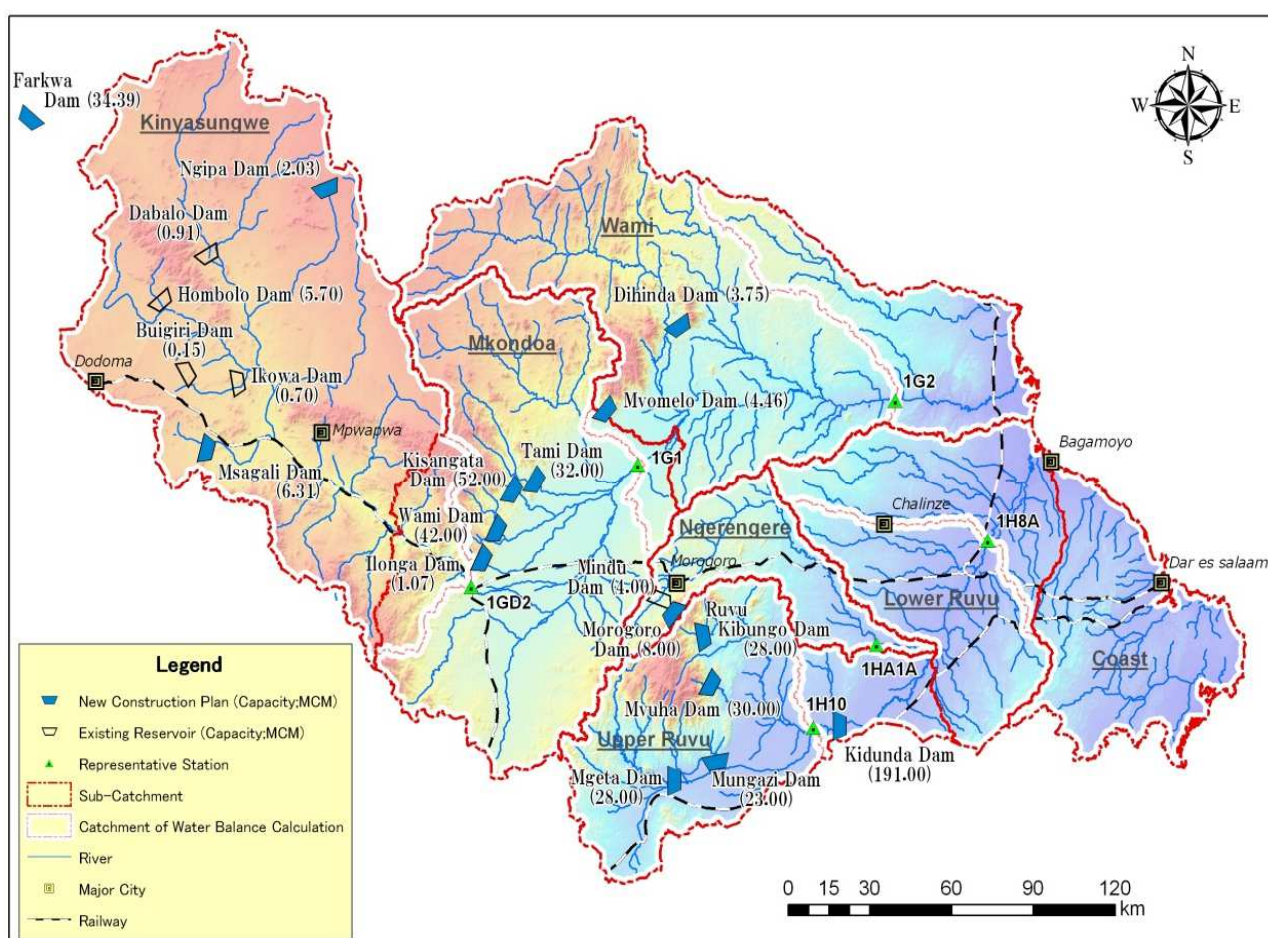 N
W
E
S
Farkwa
Dam (34.39)
Kinyasungwe
Ngipa Dam (2.03)
Dabalo Dam
(0.91)
Wami
Hombolo Dam (5.70)
Dihinda Dam (3.75)
Buigiri Dam
(0.15)
Mkondoa
Dodoma
Ikowa Dam
(0.70)
1G2
Mvomelo Dam (4.46)
Mpwapwa
Bagamoyo
Msagali Dam
(6.31)
Kisangata
Dam (52.00)
Tami Dam
(32.00)
1G1
Chalinze
Wami Dam
(42.00)
Ngerengere
1H8A
Ilonga Dam
(1.07)
Mindu
Dam (4.00)
Morogoro
Dar es salaam
1GD2
Morogoro
Dam (8.00)
Ruvu
Kibungo Dam
(28.00)
Lower Ruvu
1HA1A
Coast
Mvuha Dam (30.00)
1H10
Upper Ruvu
Kidunda Dam
(191.00)
Mgeta Dam
(28.00)
Mungazi Dam
(23.00)
Legend
New Construction Plan (Capacity;MCM)
Existing Reservoir (Capacity;MCM)
Representative Station
Sub-Catchment
Catchment of Water Balance Calculation
River
Major City
Railway
0 15 30 60 90 120
km